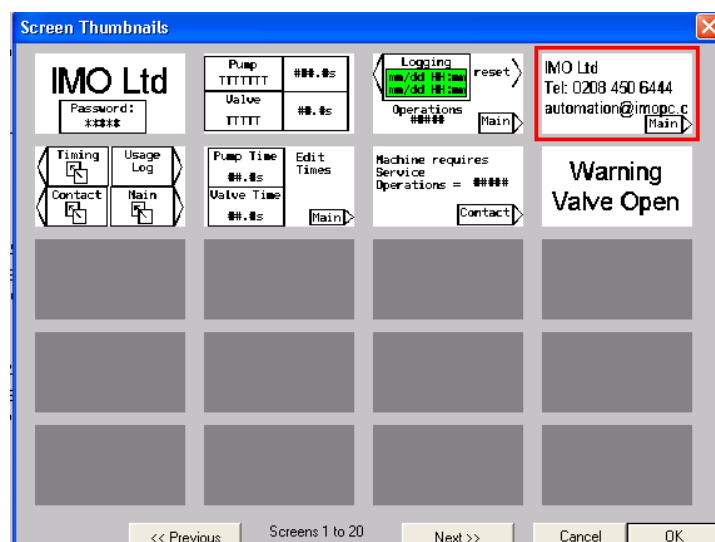 Screen Thumbnails
IMO Ltd
Password:
*****
Pump
TTTTTTT
###.#s
Valve
TTTTT
##.#s
Logging
mm/dd HH:mm
mm/dd HH:mm
reset
Operations
#####
Main
IMO Ltd
Tel: 0208 450 6444
automation@imopc.c
Main
Timing
Usage
Log
Contact
Main
Pump Time
##.#s
Valve Time
##.#s
Edit
Times
Main
Machine requires
Service
Operations = #####
Contact
Warning
Valve Open
<< Previous
Screens 1 to 20
Next >>
Cancel
OK